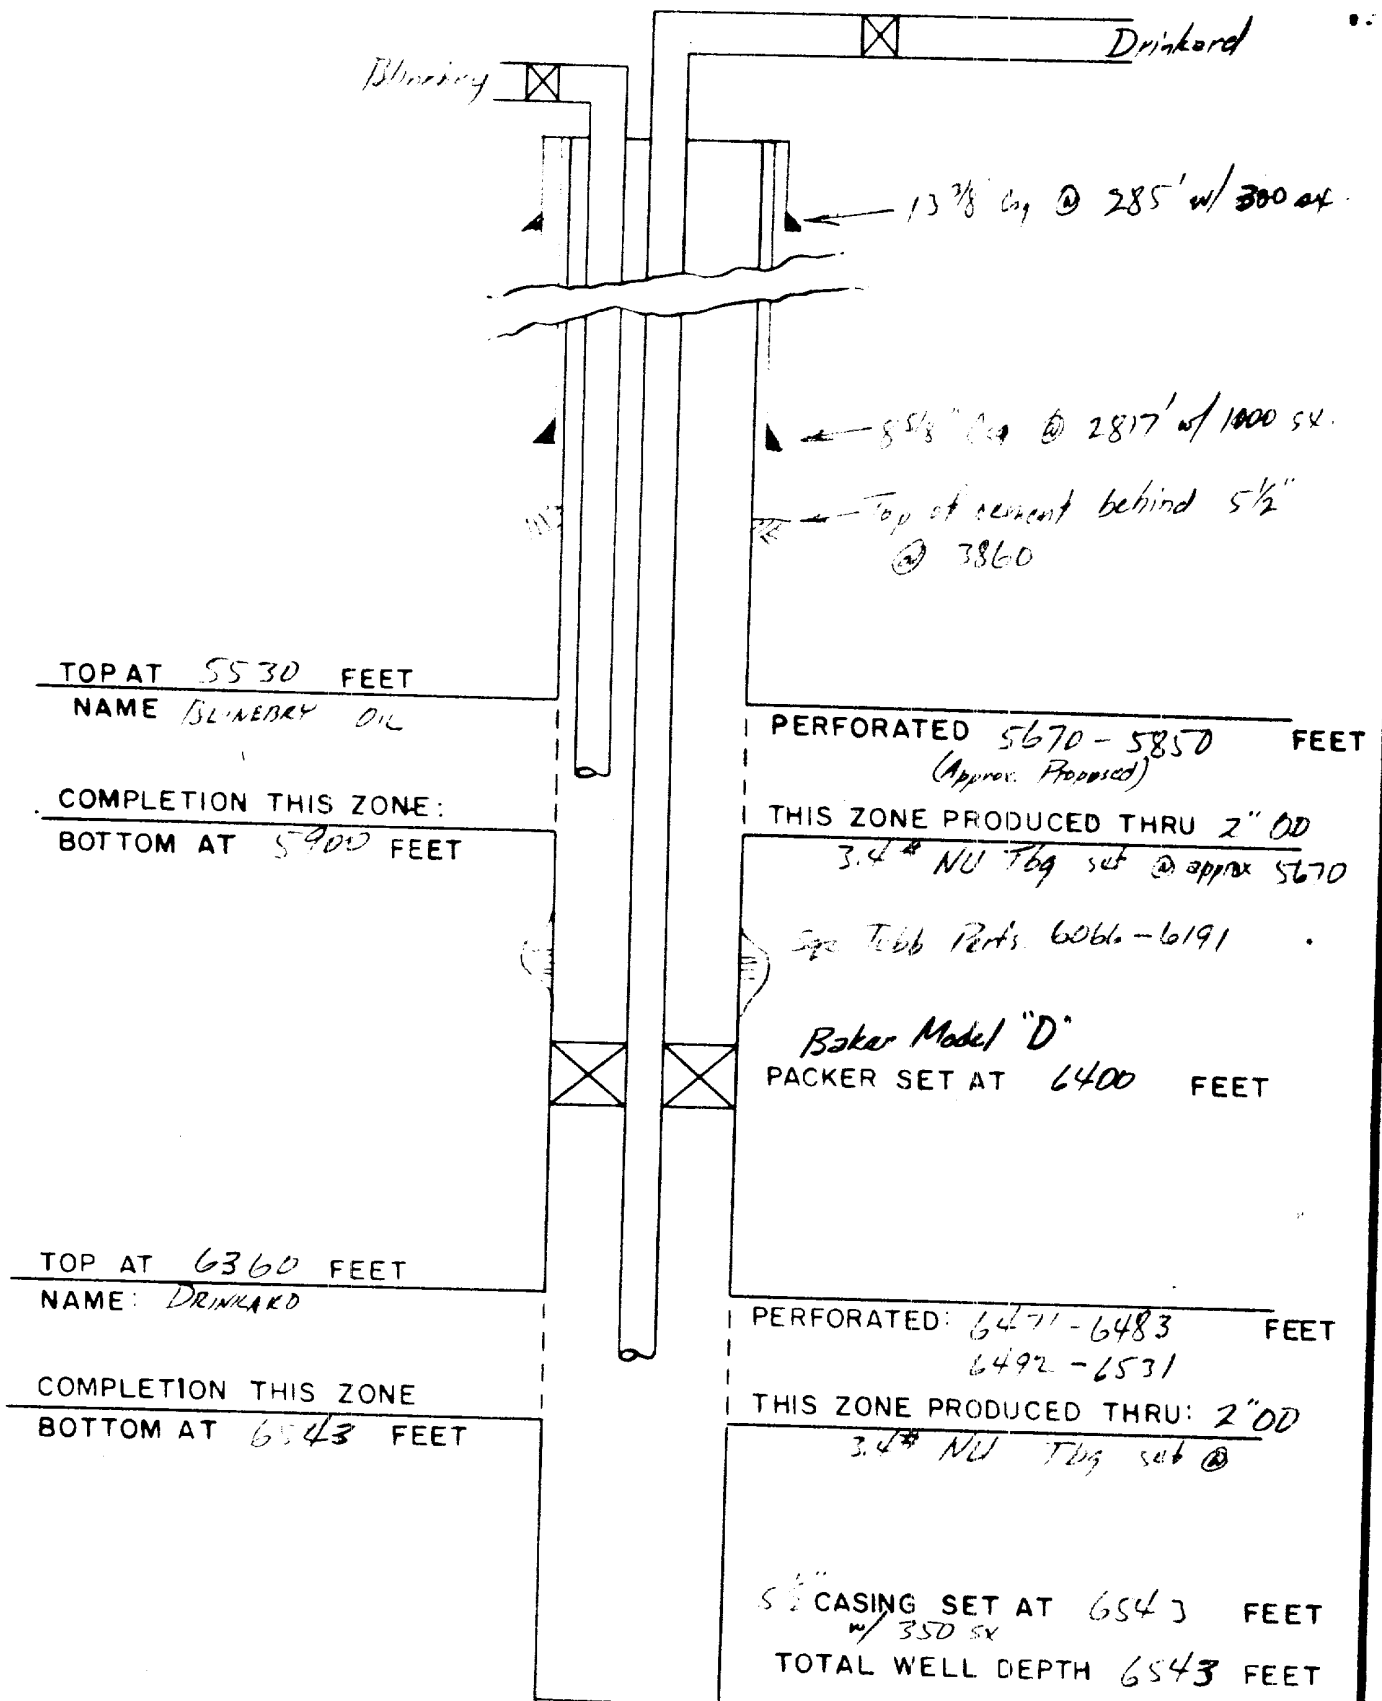 Drinkard
Blinebry
13 3/8 Csg @ 285' w/ 300 sx.
8 5/8" Csg @ 2817' w/ 1000 sx.
Top of cement behind 5 1/2"
@ 3860
TOP AT 5530 FEET
NAME BLINEBRY OIL
PERFORATED 5670 - 5850 FEET
(Approx. Proposed)
COMPLETION THIS ZONE:
BOTTOM AT 5900 FEET
THIS ZONE PRODUCED THRU 2" OD
3.4 # NU Tbg set @ approx 5670
Sqz Tubb Perfs. 6066-6191
Baker Model "D"
PACKER SET AT 6400 FEET
TOP AT 6360 FEET
NAME: DRINKARD
PERFORATED: 6471-6483 FEET
6492-6531
COMPLETION THIS ZONE
BOTTOM AT 6543 FEET
THIS ZONE PRODUCED THRU: 2" OD
3.4# NU Tbg set @
5 1/2" CASING SET AT 6543 FEET
w/ 350 sx
TOTAL WELL DEPTH 6543 FEET